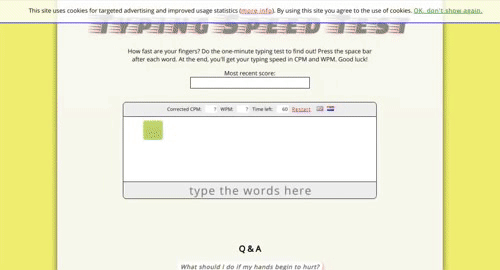 This site uses cookies for targeted advertising and improved usage statistics (more info). By using this site you agree to the use of cookies. OK, don't show again.
Typing Speed Test
How fast are your fingers? Do the one-minute typing test to find out! Press the space bar
after each word. At the end, you'll get your typing speed in CPM and WPM. Good luck!
Most recent score:
Corrected CPM: ? WPM: ? Time left: 60 Restart
type the words here
Q & A
What should I do if my hands begin to hurt?